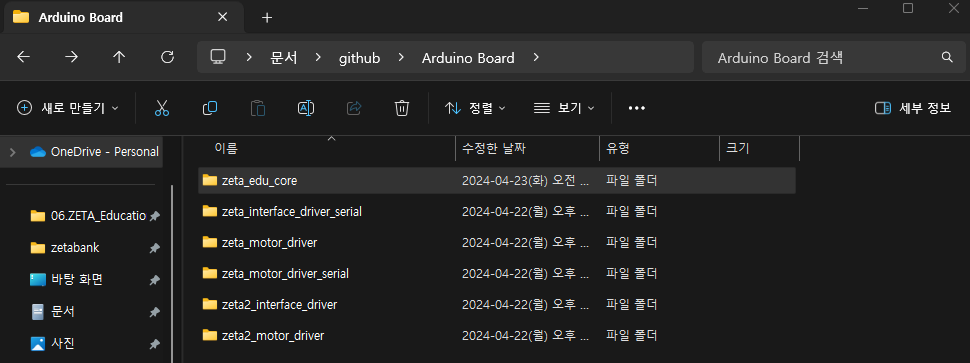 Arduino Board
문서 github Arduino Board Arduino Board 검색
새로 만들기 정렬 보기 세부 정보
이름 수정한 날짜 유형 크기
OneDrive - Personal
06.ZETA_Educatio
zetabank
바탕 화면
문서
사진
zeta_edu_core 2024-04-23(화) 오전 ... 파일 폴더
zeta_interface_driver_serial 2024-04-22(월) 오후 ... 파일 폴더
zeta_motor_driver 2024-04-22(월) 오후 ... 파일 폴더
zeta_motor_driver_serial 2024-04-22(월) 오후 ... 파일 폴더
zeta2_interface_driver 2024-04-22(월) 오후 ... 파일 폴더
zeta2_motor_driver 2024-04-22(월) 오후 ... 파일 폴더